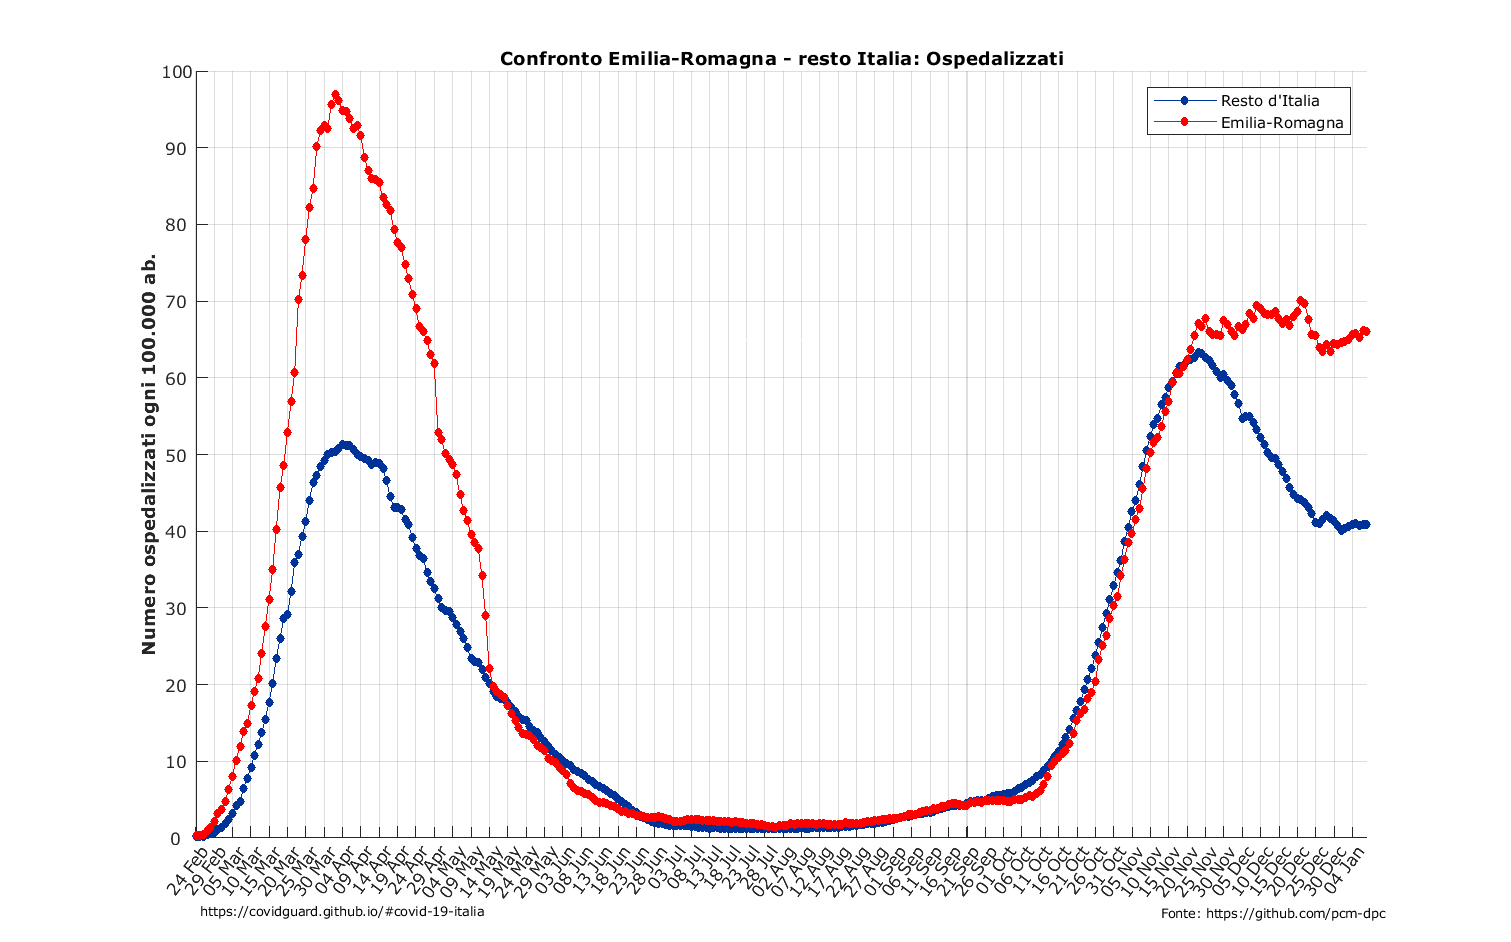 Confronto Emilia-Romagna - resto Italia: Ospedalizzati
Resto d'Italia
Emilia-Romagna
Numero ospedalizzati ogni 100.000 ab.
100
90
80
70
60
50
40
30
20
10
0
24 Feb
29 Feb
05 Mar
10 Mar
15 Mar
20 Mar
25 Mar
30 Mar
04 Apr
09 Apr
14 Apr
19 Apr
24 Apr
29 Apr
04 May
09 May
14 May
19 May
24 May
29 May
03 Jun
08 Jun
13 Jun
18 Jun
23 Jun
28 Jun
03 Jul
08 Jul
13 Jul
18 Jul
23 Jul
28 Jul
02 Aug
07 Aug
12 Aug
17 Aug
22 Aug
27 Aug
01 Sep
06 Sep
11 Sep
16 Sep
21 Sep
26 Sep
01 Oct
06 Oct
11 Oct
16 Oct
21 Oct
26 Oct
31 Oct
05 Nov
10 Nov
15 Nov
20 Nov
25 Nov
30 Nov
05 Dec
10 Dec
15 Dec
20 Dec
25 Dec
30 Dec
04 Jan
https://covidguard.github.io/#covid-19-italia
Fonte: https://github.com/pcm-dpc